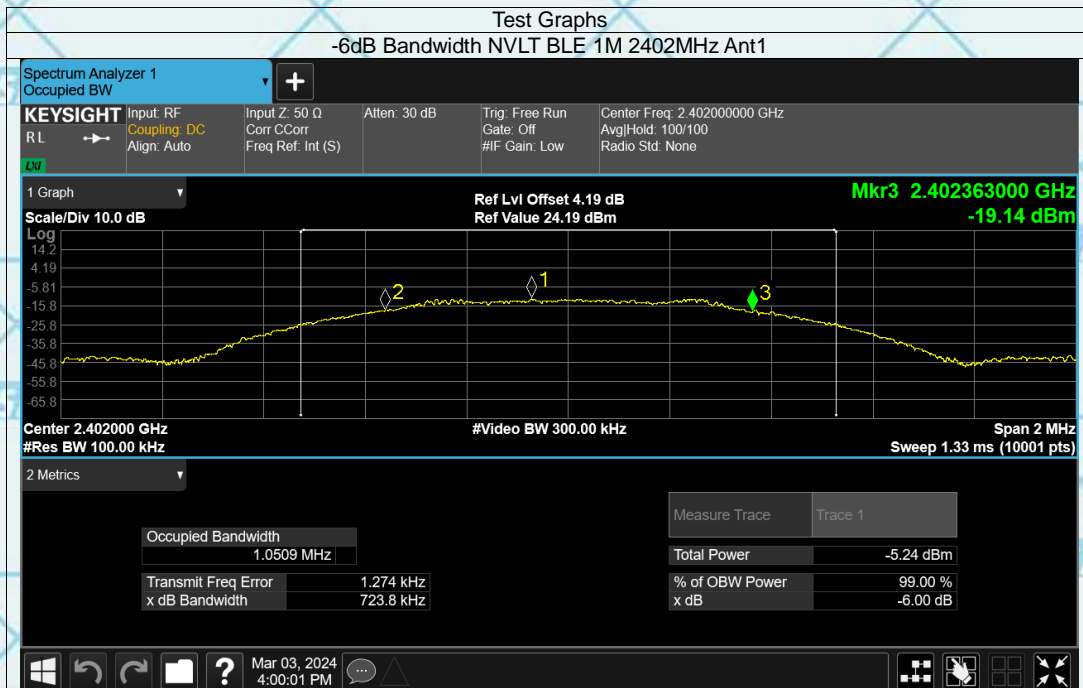 Test Graphs
-6dB Bandwidth NVLT BLE 1M 2402MHz Ant1
Spectrum Analyzer 1
Occupied BW
+
KEYSIGHT Input: RF Input Z: 50 Ω Atten: 30 dB Trig: Free Run Center Freq: 2.402000000 GHz
RL Coupling: DC Corr CCorr Gate: Off Avg|Hold: 100/100
Align: Auto Freq Ref: Int (S) #IF Gain: Low Radio Std: None
LXI
1 Graph Ref Lvl Offset 4.19 dB Mkr3 2.402363000 GHz
Scale/Div 10.0 dB Ref Value 24.19 dBm -19.14 dBm
Log
14.2
4.19
-5.81 1
2 3
-15.8
-25.8
-35.8
-45.8
-55.8
-65.8
Center 2.402000 GHz #Video BW 300.00 kHz Span 2 MHz
#Res BW 100.00 kHz Sweep 1.33 ms (10001 pts)
2 Metrics
Measure Trace Trace 1
Occupied Bandwidth
1.0509 MHz Total Power -5.24 dBm
Transmit Freq Error 1.274 kHz % of OBW Power 99.00 %
x dB Bandwidth 723.8 kHz x dB -6.00 dB
? Mar 03, 2024
4:00:01 PM